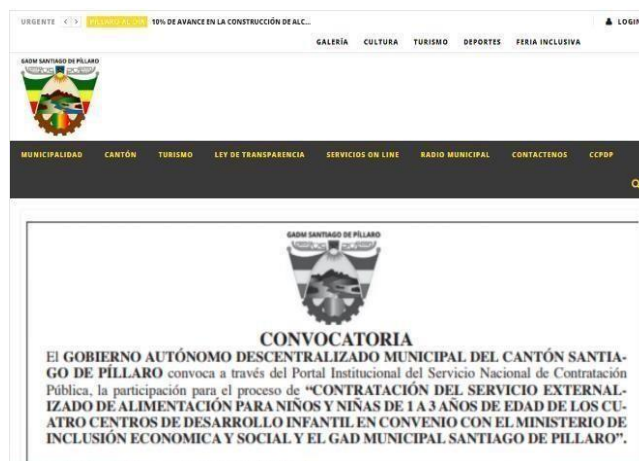 URGENTE < > PÍLLARO AL DÍA 10% DE AVANCE EN LA CONSTRUCCIÓN DE ALC... LOGIN
GALERÍA CULTURA TURISMO DEPORTES FERIA INCLUSIVA
GADM SANTIAGO DE PÍLLARO
MUNICIPALIDAD CANTÓN TURISMO LEY DE TRANSPARENCIA SERVICIOS ON LINE RADIO MUNICIPAL CONTACTENOS CCPDP
GADM SANTIAGO DE PÍLLARO
CONVOCATORIA
El GOBIERNO AUTÓNOMO DESCENTRALIZADO MUNICIPAL DEL CANTÓN SANTIA-
GO DE PÍLLARO convoca a través del Portal Institucional del Servicio Nacional de Contratación
Pública, la participación para el proceso de “CONTRATACIÓN DEL SERVICIO EXTERNAL-
IZADO DE ALIMENTACIÓN PARA NIÑOS Y NIÑAS DE 1 A 3 AÑOS DE EDAD DE LOS CU-
ATRO CENTROS DE DESARROLLO INFANTIL EN CONVENIO CON EL MINISTERIO DE
INCLUSIÓN ECONOMICA Y SOCIAL Y EL GAD MUNICIPAL SANTIAGO DE PILLARO”.